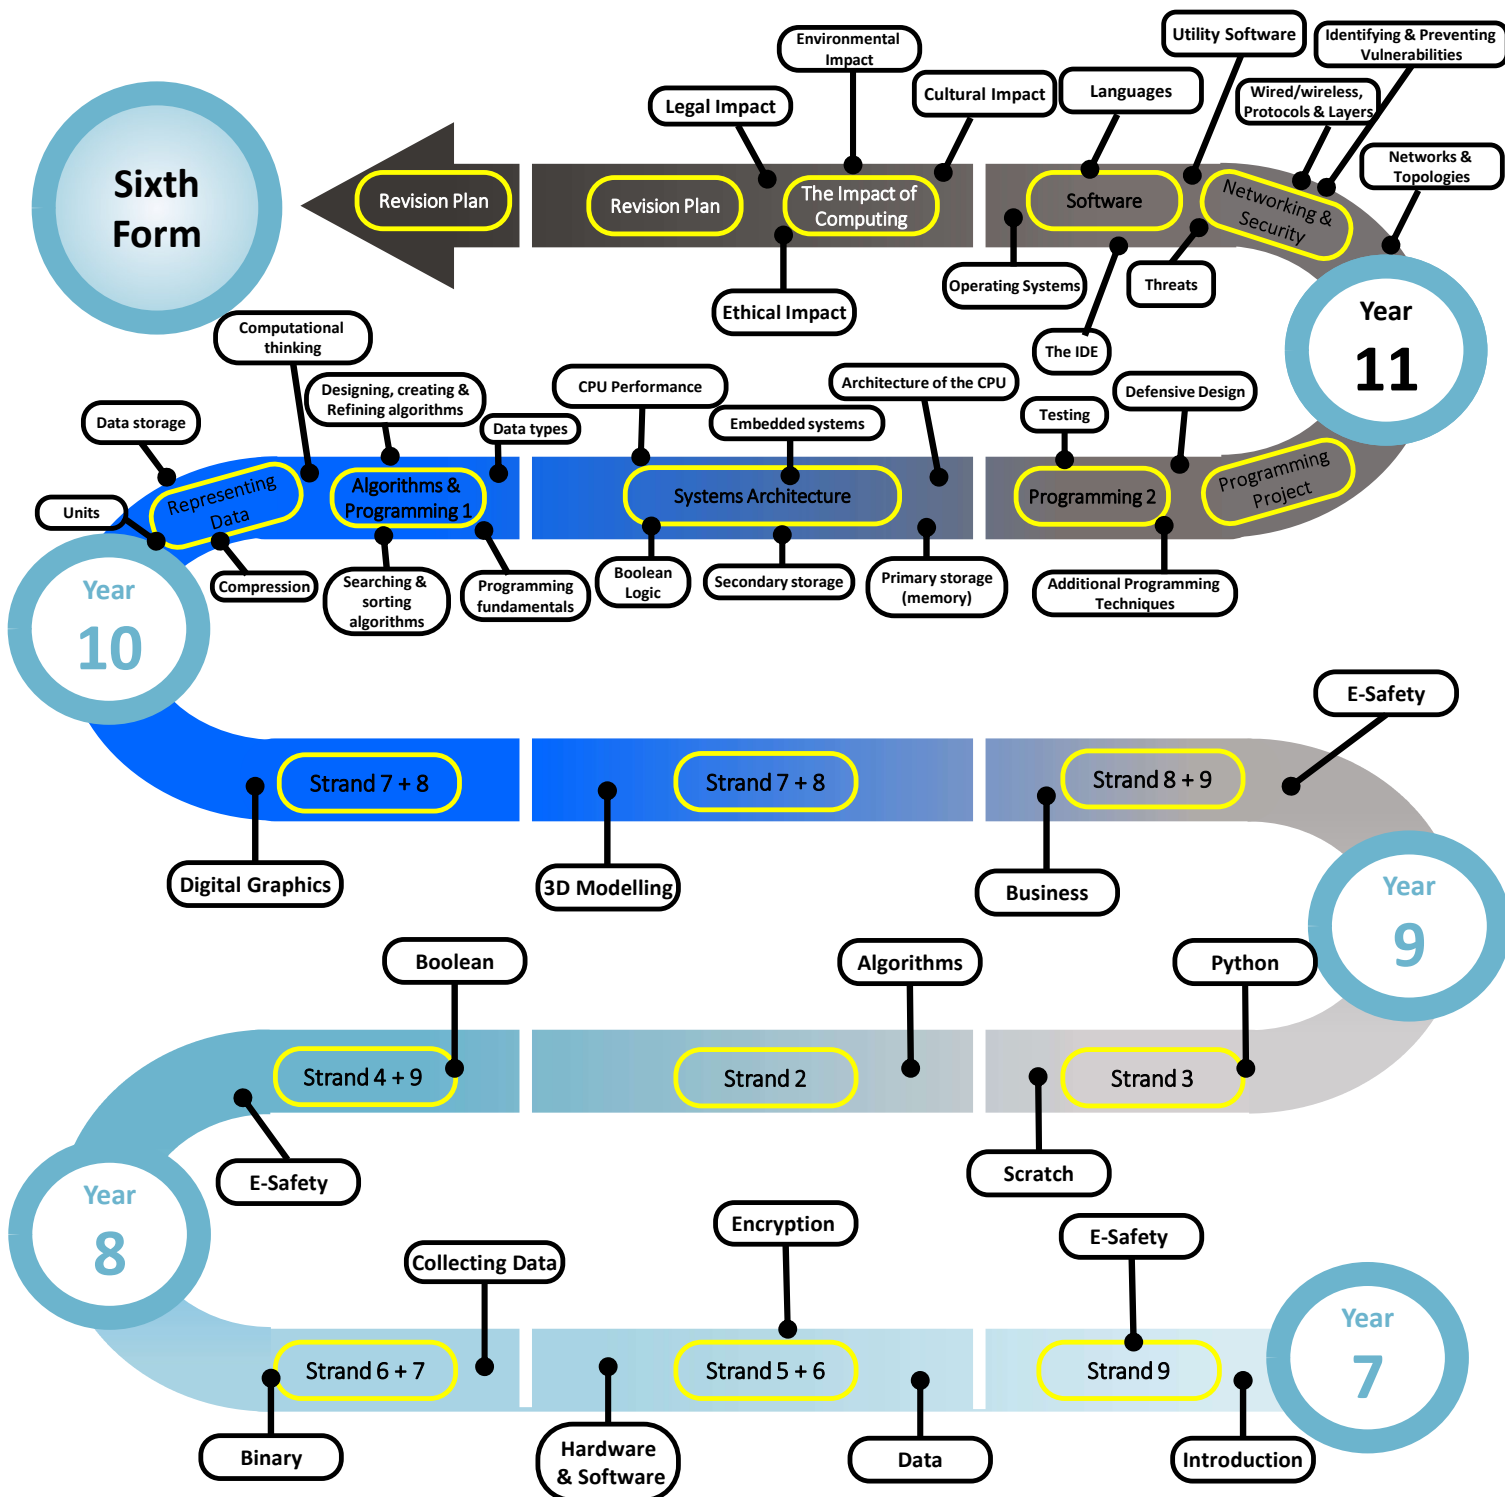 Environmental
Impact
Utility Software
Identifying & Preventing
Vulnerabilities
Legal Impact
Cultural Impact
Languages
Wired/wireless,
Protocols & Layers
Networks &
Topologies
Sixth
Form
Revision Plan
Revision Plan
The Impact of
Computing
Software
Networking &
Security
Operating Systems
Threats
Ethical Impact
The IDE
Year
11
Computational
thinking
Designing, creating &
Refining algorithms
Data storage
Data types
CPU Performance
Embedded systems
Architecture of the CPU
Testing
Defensive Design
Representing
Data
Algorithms &
Programming 1
Systems Architecture
Programming 2
Programming
Project
Units
Compression
Searching &
sorting
algorithms
Programming
fundamentals
Boolean
Logic
Secondary storage
Primary storage
(memory)
Additional Programming
Techniques
Year
10
E-Safety
Strand 7 + 8
Strand 7 + 8
Strand 8 + 9
Digital Graphics
3D Modelling
Business
Year
9
Boolean
Algorithms
Python
Strand 4 + 9
Strand 2
Strand 3
E-Safety
Scratch
Year
8
Collecting Data
Encryption
E-Safety
Strand 6 + 7
Strand 5 + 6
Strand 9
Year
7
Binary
Hardware
& Software
Data
Introduction